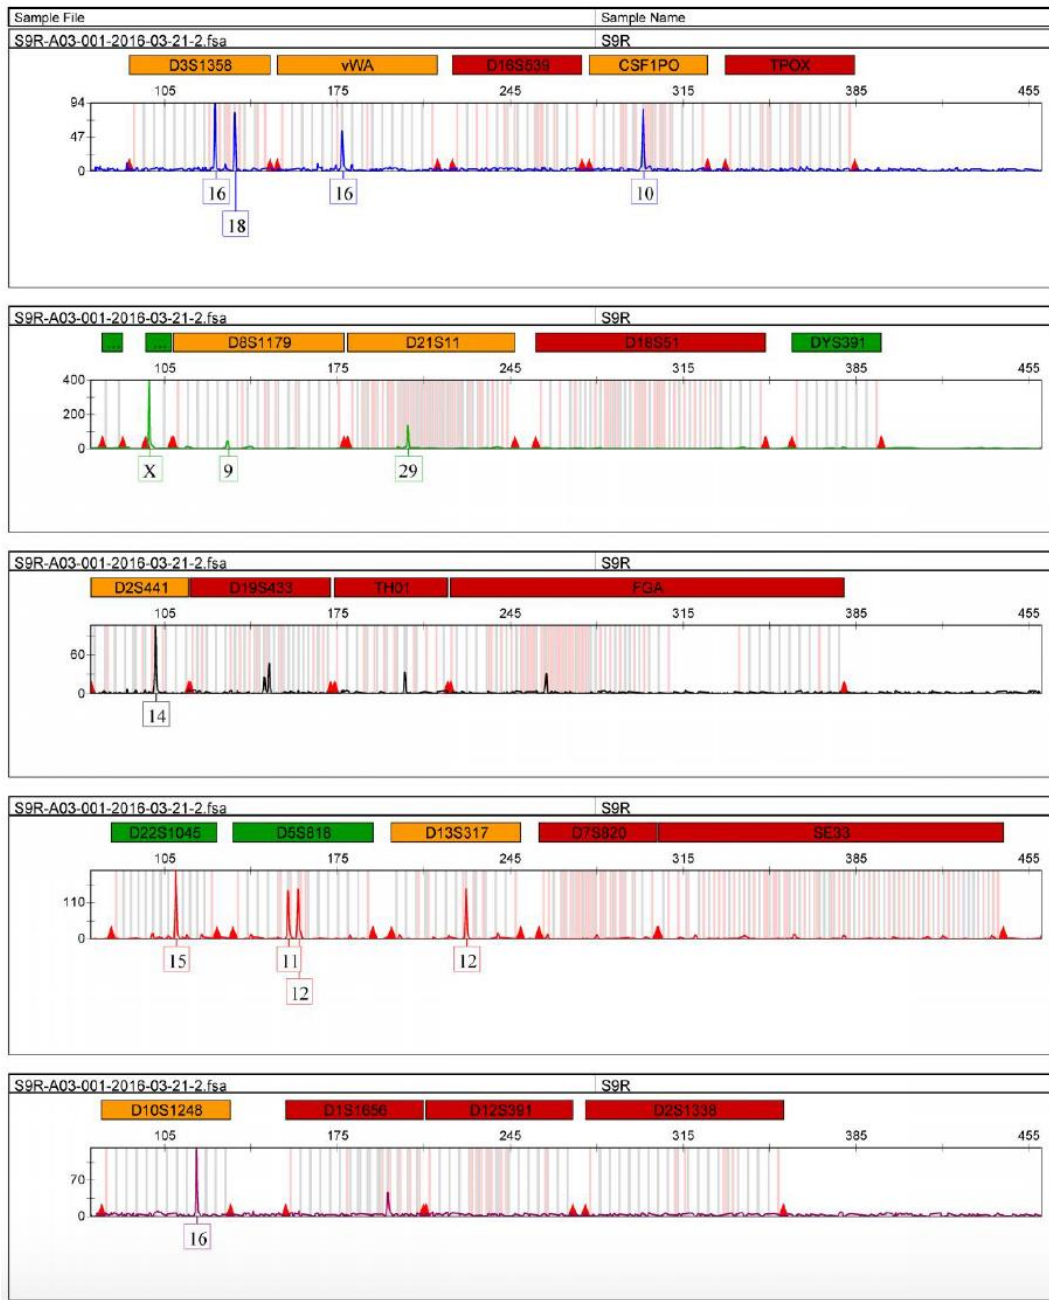 Sample File Sample Name
S9R-A03-001-2016-03-21-2.fsa S9R
D3S1358 vWA D16S539 CSF1PO TPOX
105 175 245 315 385 455
94
47
0
16 16 10
18
S9R-A03-001-2016-03-21-2.fsa S9R
... ... D8S1179 D21S11 D18S51 DYS391
105 175 245 315 385 455
400
200
0
X 9 29
S9R-A03-001-2016-03-21-2.fsa S9R
D2S441 D19S433 TH01 FGA
105 175 245 315 385 455
60
0
14
S9R-A03-001-2016-03-21-2.fsa S9R
D22S1045 D5S818 D13S317 D7S820 SE33
105 175 245 315 385 455
110
0
15 11 12
12
S9R-A03-001-2016-03-21-2.fsa S9R
D10S1248 D1S1656 D12S391 D2S1338
105 175 245 315 385 455
70
0
16